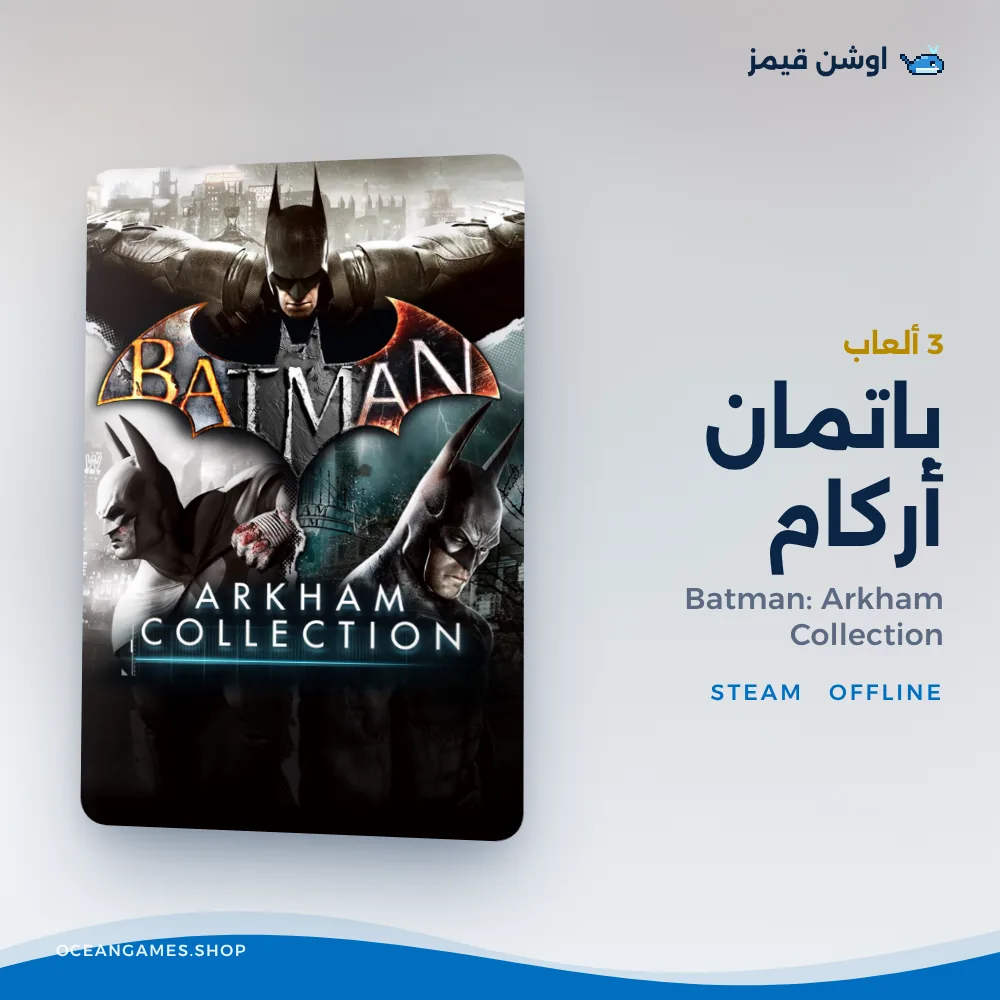 اوشن قيمز
BATMAN
ARKHAM
COLLECTION
3 ألعاب
باتمان
أركام
Batman: Arkham
Collection
STEAM OFFLINE
OCEANGAMES.SHOP